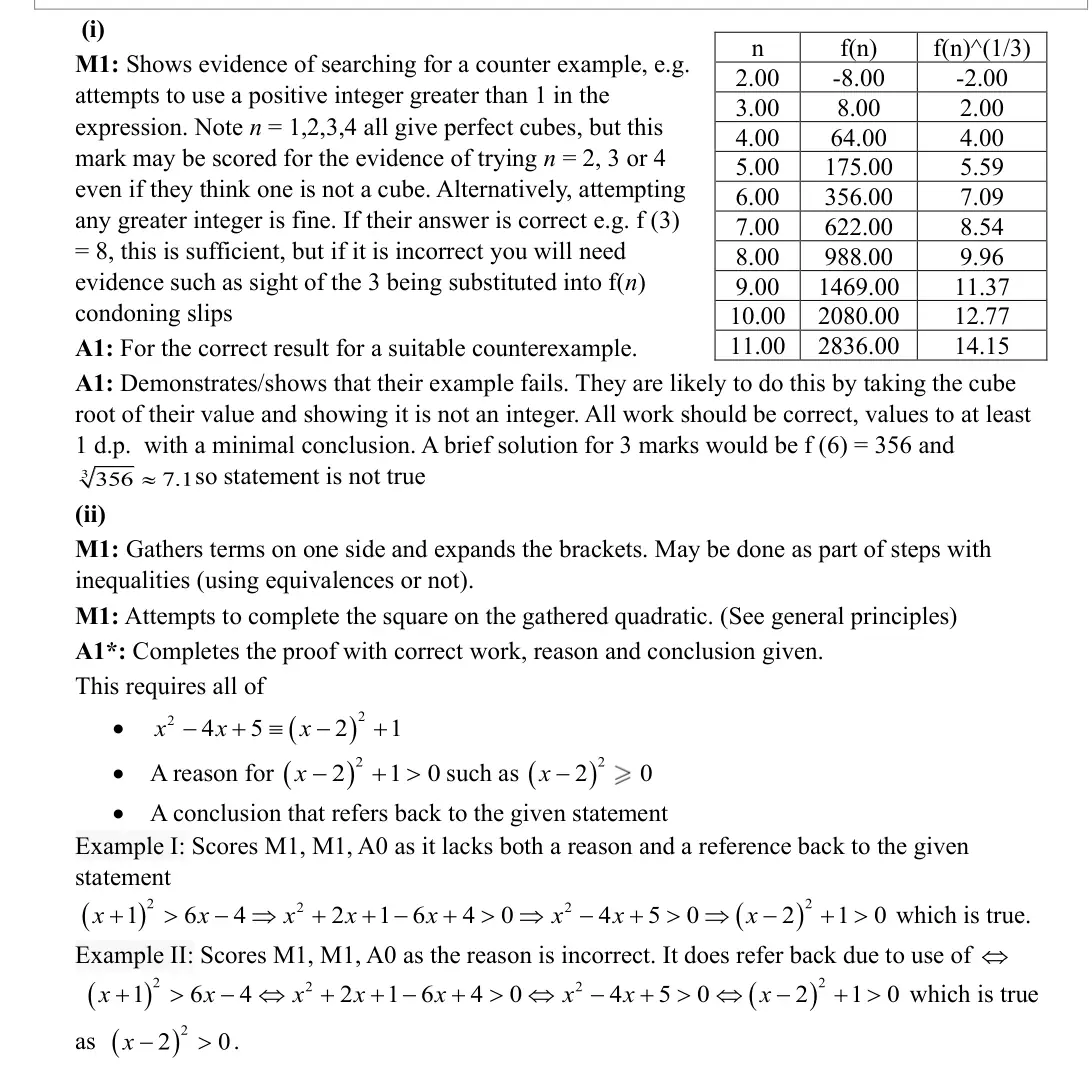 (i)
M1: Shows evidence of searching for a counter example, e.g.
attempts to use a positive integer greater than 1 in the
expression. Note n = 1,2,3,4 all give perfect cubes, but this
mark may be scored for the evidence of trying n = 2, 3 or 4
even if they think one is not a cube. Alternatively, attempting
any greater integer is fine. If their answer is correct e.g. f (3)
= 8, this is sufficient, but if it is incorrect you will need
evidence such as sight of the 3 being substituted into f(n)
condoning slips
A1: For the correct result for a suitable counterexample.
n f(n) f(n)^(1/3)
2.00 -8.00 -2.00
3.00 8.00 2.00
4.00 64.00 4.00
5.00 175.00 5.59
6.00 356.00 7.09
7.00 622.00 8.54
8.00 988.00 9.96
9.00 1469.00 11.37
10.00 2080.00 12.77
11.00 2836.00 14.15
A1: Demonstrates/shows that their example fails. They are likely to do this by taking the cube
root of their value and showing it is not an integer. All work should be correct, values to at least
1 d.p. with a minimal conclusion. A brief solution for 3 marks would be f (6) = 356 and
∛356 ≈ 7.1 so statement is not true
(ii)
M1: Gathers terms on one side and expands the brackets. May be done as part of steps with
inequalities (using equivalences or not).
M1: Attempts to complete the square on the gathered quadratic. (See general principles)
A1*: Completes the proof with correct work, reason and conclusion given.
This requires all of
• x² − 4x + 5 ≡ (x − 2)² + 1
• A reason for (x − 2)² + 1 > 0 such as (x − 2)² ⩾ 0
• A conclusion that refers back to the given statement
Example I: Scores M1, M1, A0 as it lacks both a reason and a reference back to the given
statement
(x + 1)² > 6x − 4 ⇒ x² + 2x + 1 − 6x + 4 > 0 ⇒ x² − 4x + 5 > 0 ⇒ (x − 2)² + 1 > 0 which is true.
Example II: Scores M1, M1, A0 as the reason is incorrect. It does refer back due to use of ⇔
(x + 1)² > 6x − 4 ⇔ x² + 2x + 1 − 6x + 4 > 0 ⇔ x² − 4x + 5 > 0 ⇔ (x − 2)² + 1 > 0 which is true
as (x − 2)² > 0.